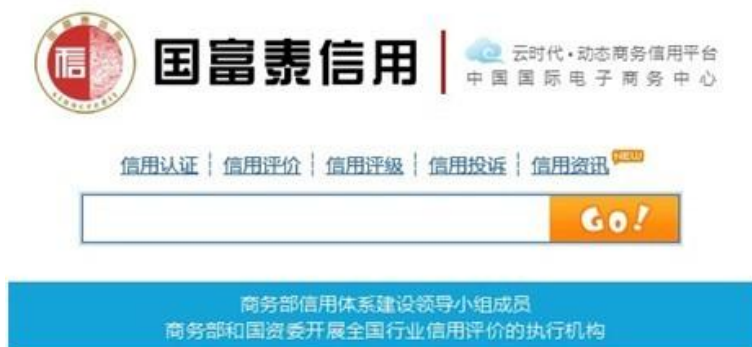 信
国富泰信用
云时代·动态商务信用平台
中国国际电子商务中心
信用认证 信用评价 信用评级 信用投诉 信用资讯 NEW
GO!
商务部信用体系建设领导小组成员
商务部和国资委开展全国行业信用评价的执行机构